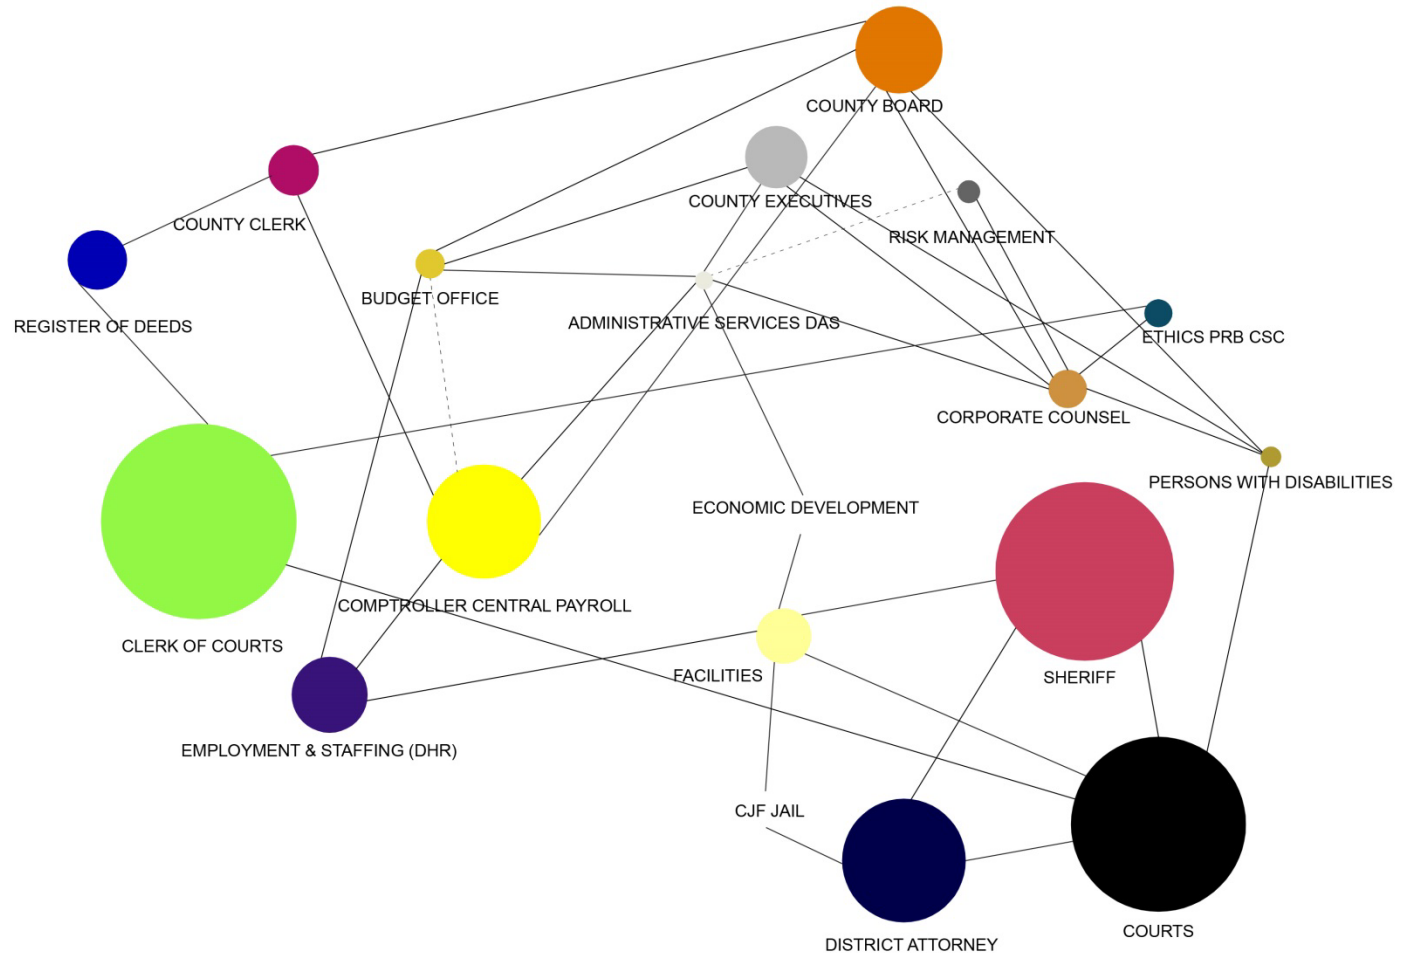 COUNTY BOARD
COUNTY EXECUTIVES
COUNTY CLERK
RISK MANAGEMENT
BUDGET OFFICE
REGISTER OF DEEDS
ADMINISTRATIVE SERVICES DAS
ETHICS PRB CSC
CORPORATE COUNSEL
PERSONS WITH DISABILITIES
ECONOMIC DEVELOPMENT
COMPTROLLER CENTRAL PAYROLL
CLERK OF COURTS
FACILITIES
SHERIFF
EMPLOYMENT & STAFFING (DHR)
CJF JAIL
COURTS
DISTRICT ATTORNEY